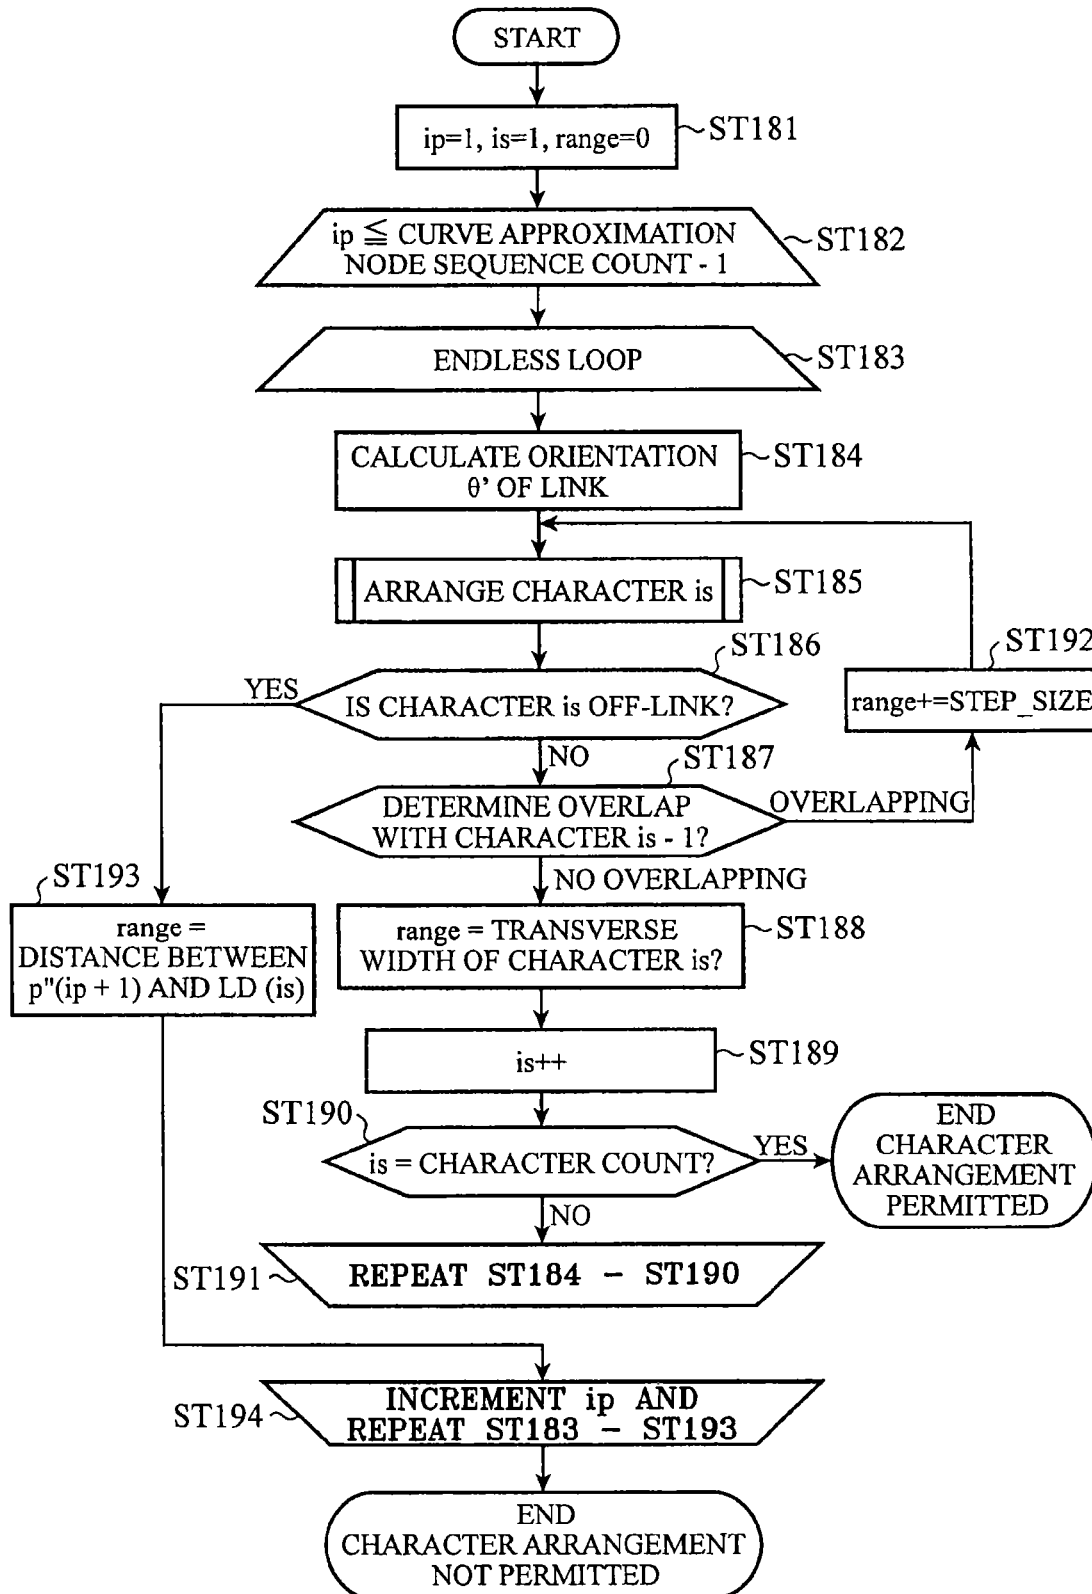 START
ip=1, is=1, range=0
ST181
ip ≦ CURVE APPROXIMATION
NODE SEQUENCE COUNT - 1
ST182
ENDLESS LOOP
ST183
CALCULATE ORIENTATION
θ' OF LINK
ST184
ARRANGE CHARACTER is
ST185
ST186
ST192
YES
IS CHARACTER is OFF-LINK?
range+=STEP_SIZE
NO
ST187
DETERMINE OVERLAP
WITH CHARACTER is - 1?
OVERLAPPING
ST193
NO OVERLAPPING
range =
DISTANCE BETWEEN
p"(ip + 1) AND LD (is)
range = TRANSVERSE
WIDTH OF CHARACTER is?
ST188
is++
ST189
ST190
is = CHARACTER COUNT?
YES
END
CHARACTER
ARRANGEMENT
PERMITTED
NO
ST191
REPEAT ST184 - ST190
ST194
INCREMENT ip AND
REPEAT ST183 - ST193
END
CHARACTER ARRANGEMENT
NOT PERMITTED